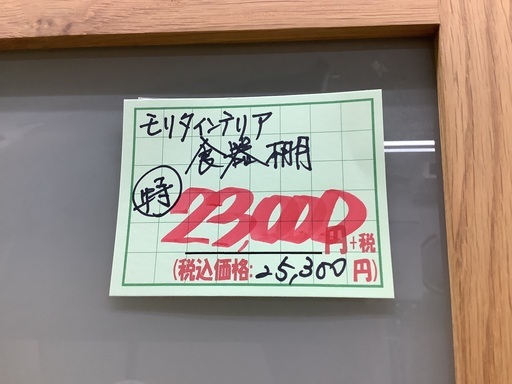 モリタインテリア
食器棚
特 23,000円+税
(税込価格:25,300円)